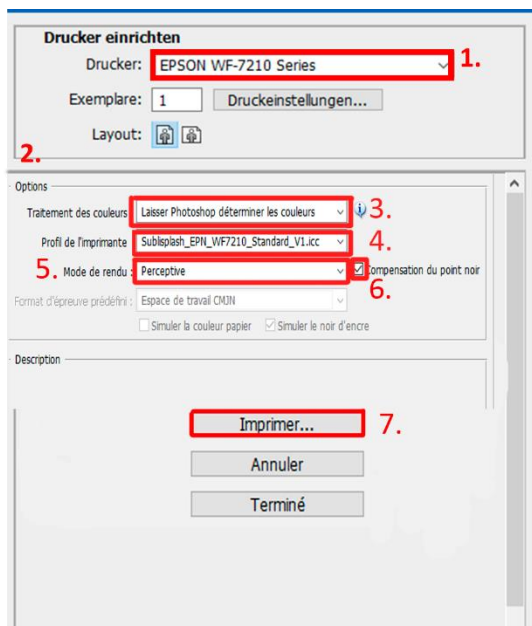 Drucker einrichten
Drucker: EPSON WF-7210 Series 1.
Exemplare: 1 Druckeinstellungen...
Layout:
2.
Options
Traitement des couleurs Laisser Photoshop déterminer les couleurs 3.
Profil de l'imprimante Sublisplash_EPN_WF7210_Standard_V1.icc 4.
5. Mode de rendu : Perceptive Compensation du point noir
6.
Format d'épreuve prédéfini : Espace de travail CMJN
Simuler la couleur papier Simuler le noir d'encre
Description
Imprimer... 7.
Annuler
Terminé